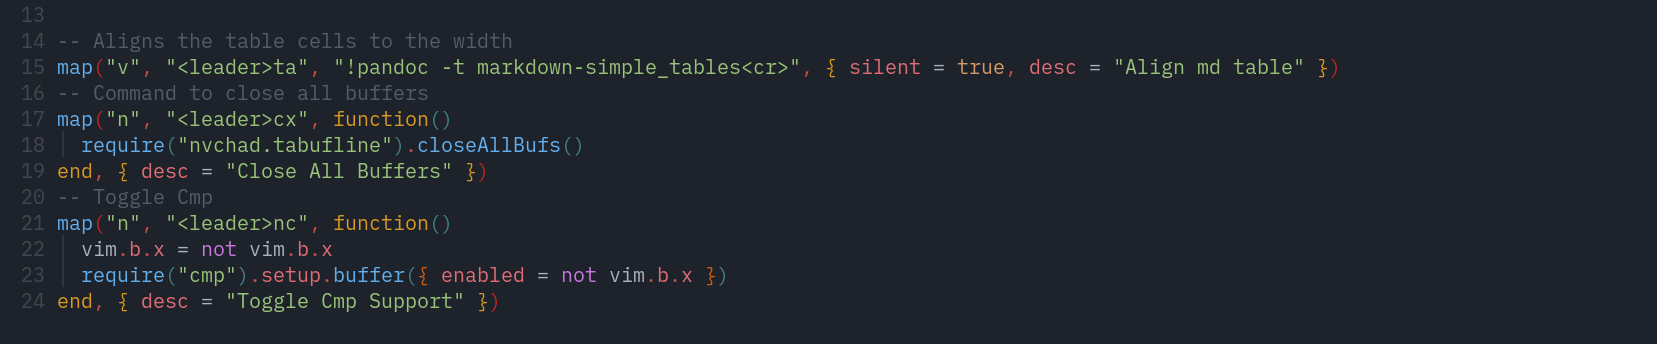 13
14 -- Aligns the table cells to the width
15 map("v", "<leader>ta", "!pandoc -t markdown-simple_tables<cr>", { silent = true, desc = "Align md table" })
16 -- Command to close all buffers
17 map("n", "<leader>cx", function()
18   require("nvchad.tabufline").closeAllBufs()
19 end, { desc = "Close All Buffers" })
20 -- Toggle Cmp
21 map("n", "<leader>nc", function()
22   vim.b.x = not vim.b.x
23   require("cmp").setup.buffer({ enabled = not vim.b.x })
24 end, { desc = "Toggle Cmp Support" })